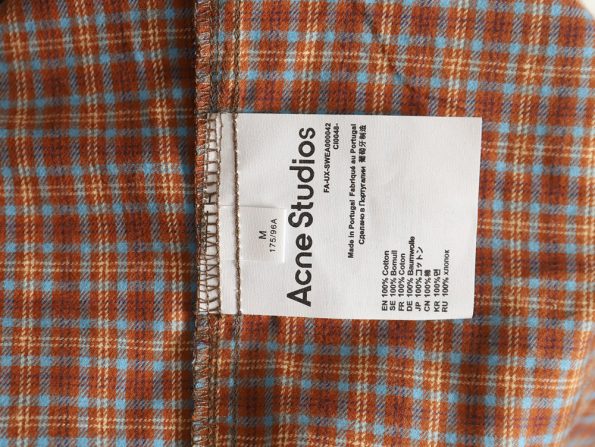 M
175/96A
Acne Studios
FA-UX-SWEA000042
CI0048-
Made in Portugal Fabriqué au Portugal
Сделано в Португалии 葡萄牙制造
EN 100% Cotton
SE 100% Bomull
FR 100% Coton
DE 100% Baumwolle
JP 100%コットン
CN 100%棉
KR 100%면
RU 100% хлопок